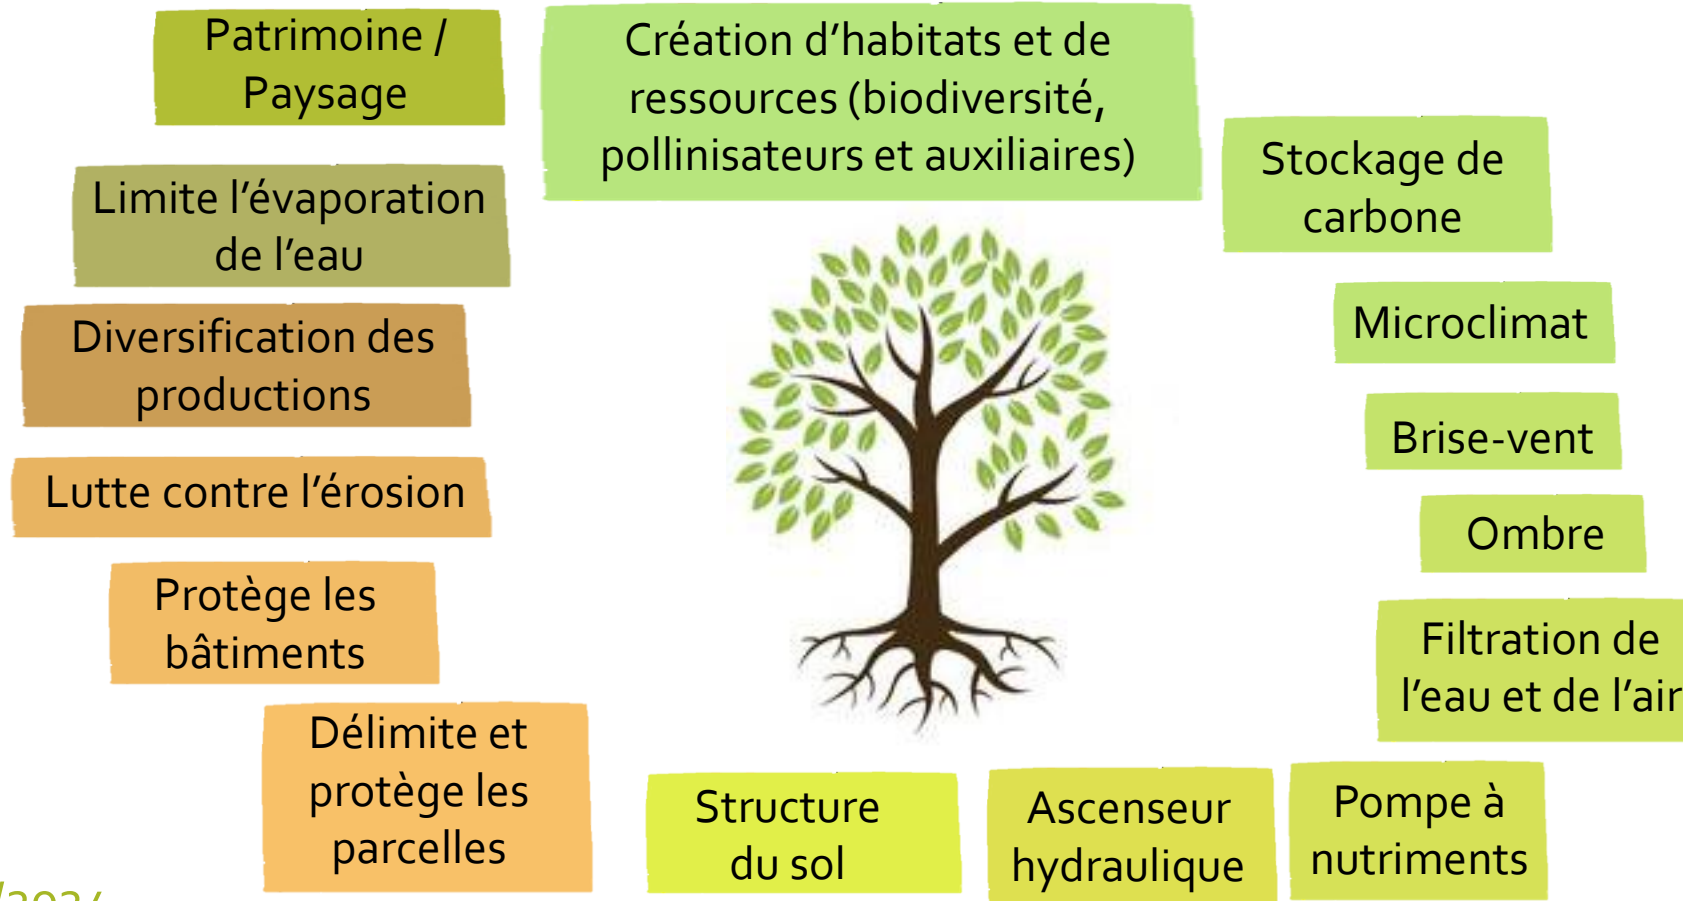 Patrimoine /
Paysage
Création d’habitats et de
ressources (biodiversité,
pollinisateurs et auxiliaires)
Stockage de
carbone
Limite l’évaporation
de l’eau
Microclimat
Diversification des
productions
Brise-vent
Lutte contre l’érosion
Ombre
Protège les
bâtiments
Filtration de
l’eau et de l’air
Délimite et
protège les
parcelles
Structure
du sol
Ascenseur
hydraulique
Pompe à
nutriments